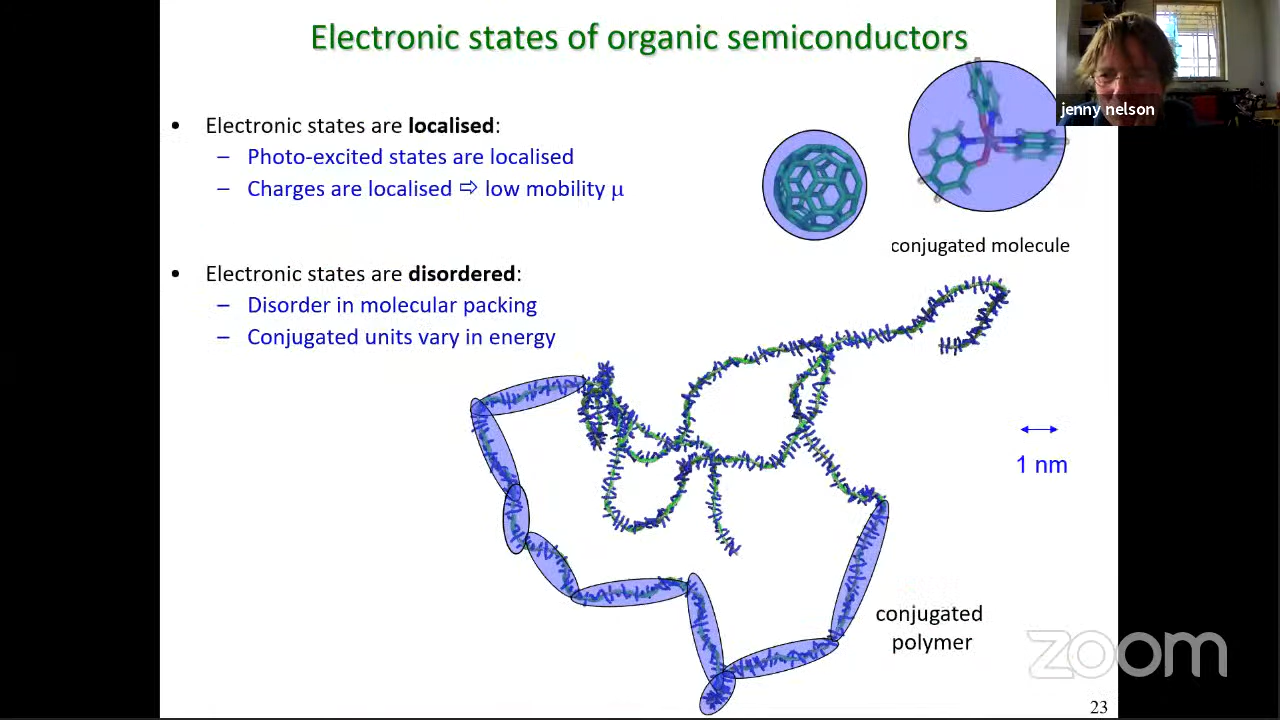 Electronic states of organic semiconductors
jenny nelson
• Electronic states are localised:
– Photo-excited states are localised
– Charges are localised ⇨ low mobility μ
conjugated molecule
• Electronic states are disordered:
– Disorder in molecular packing
– Conjugated units vary in energy
1 nm
conjugated
polymer
zoom
23